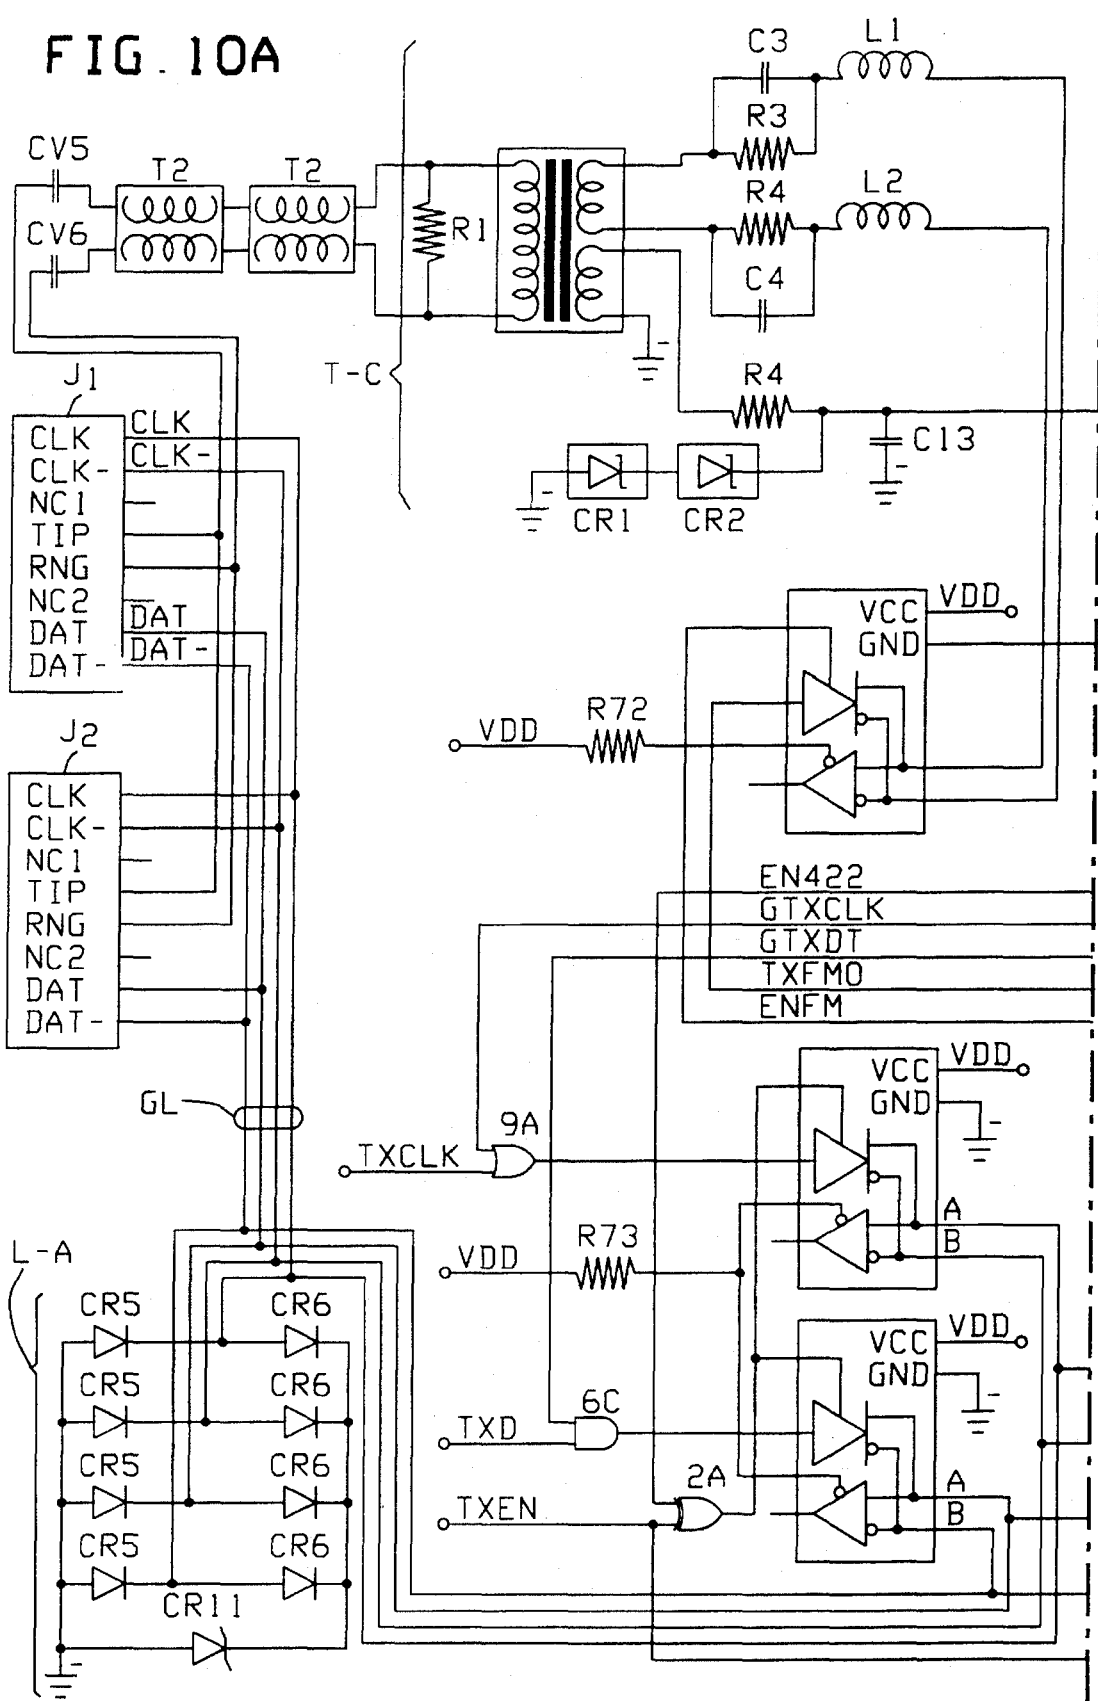 FIG. 10A
C3
L1
R3
CV5
T2
T2
R4
L2
CV6
R1
C4
T-C
R4
J1
C13
CLK
CLK
CLK-
CLK-
NC1
TIP
RNG
NC2
DAT
DAT
DAT-
DAT-
CR1
CR2
VCC
VDD
GND
R72
VDD
J2
CLK
CLK-
NC1
TIP
RNG
NC2
DAT
DAT-
EN422
GTXCLK
GTXDT
TXFMO
ENFM
VCC
VDD
GND
GL
9A
TXCLK
A
B
R73
VDD
L-A
CR5
CR6
VCC
VDD
GND
CR5
CR6
6C
TXD
CR5
CR6
2A
A
TXEN
B
CR5
CR6
CR11